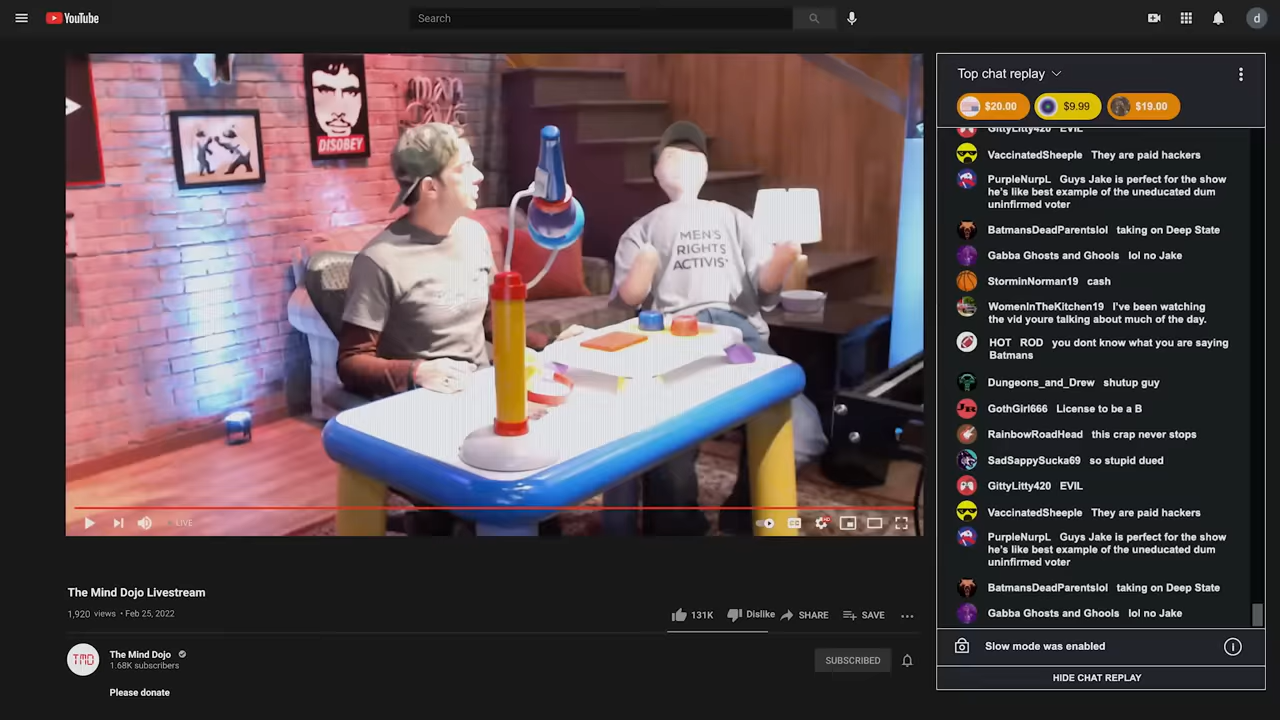 YouTube
Search
d
MAN
CAVE
DISOBEY
MEN'S
RIGHTS
ACTIVIS
LIVE
The Mind Dojo Livestream
1,920 views • Feb 25, 2022
131K Dislike SHARE SAVE
TMD
The Mind Dojo
1.68K subscribers
SUBSCRIBED
Please donate
Top chat replay
$20.00 $9.99 $19.00
GittyLitty420 EVIL
VaccinatedSheeple They are paid hackers
PurpleNurpL Guys Jake is perfect for the show
he's like best example of the uneducated dum
uninfirmed voter
BatmansDeadParentslol taking on Deep State
Gabba Ghosts and Ghools lol no Jake
StorminNorman19 cash
WomenInTheKitchen19 I've been watching
the vid youre talking about much of the day.
HOT ROD you dont know what you are saying
Batmans
Dungeons_and_Drew shutup guy
GothGirl666 License to be a B
RainbowRoadHead this crap never stops
SadSappySucka69 so stupid dued
GittyLitty420 EVIL
VaccinatedSheeple They are paid hackers
PurpleNurpL Guys Jake is perfect for the show
he's like best example of the uneducated dum
uninfirmed voter
BatmansDeadParentslol taking on Deep State
Gabba Ghosts and Ghools lol no Jake
Slow mode was enabled
HIDE CHAT REPLAY